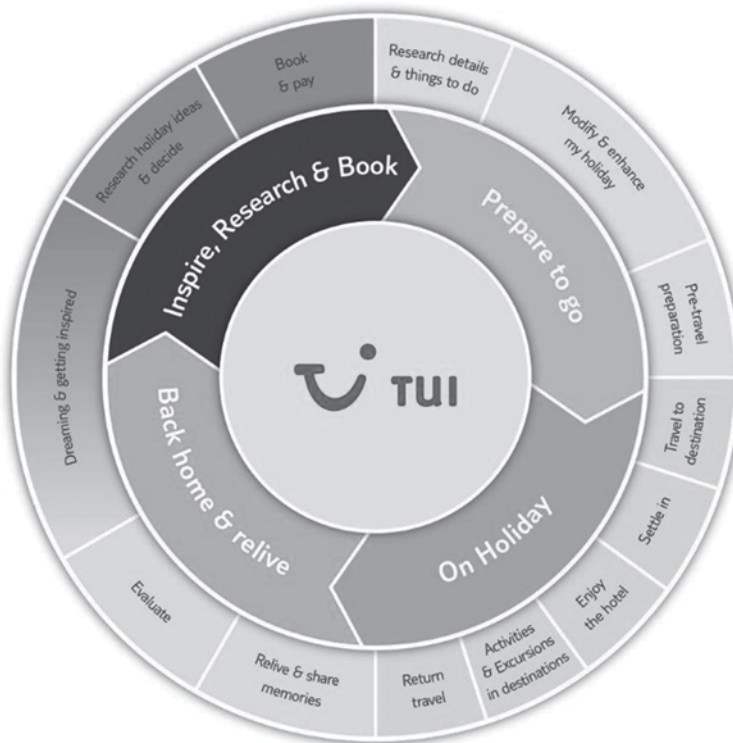 Book
& pay
Research details
& things to do
Modify & enhance
my holiday
Pre-travel
preparation
Travel to
destination
Settle in
Enjoy
the hotel
Activities
& Excursions
in destinations
Return
travel
Relive & share
memories
Evaluate
Dreaming & getting inspired
Research holiday ideas
& decide
Inspire, Research & Book
Prepare to go
On Holiday
Back home & relive
TUI